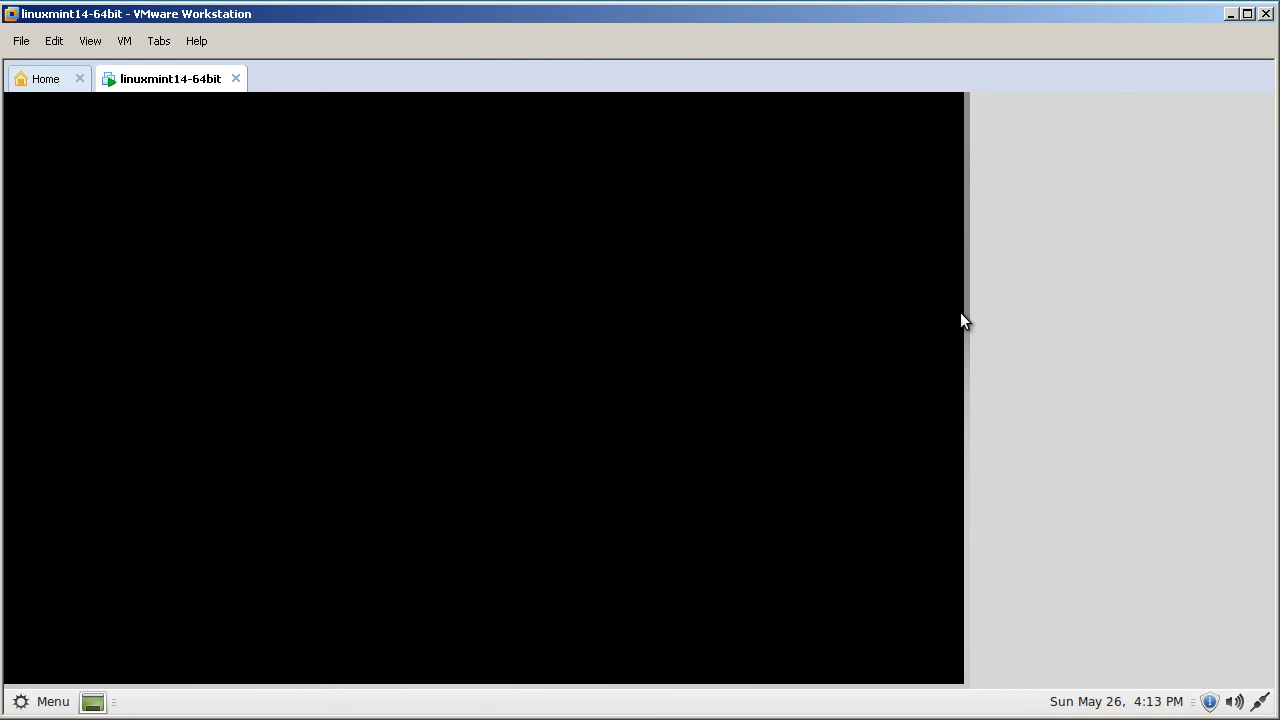 linuxmint14-64bit - VMware Workstation
File Edit View VM Tabs Help
Home linuxmint14-64bit
Menu Sun May 26, 4:13 PM